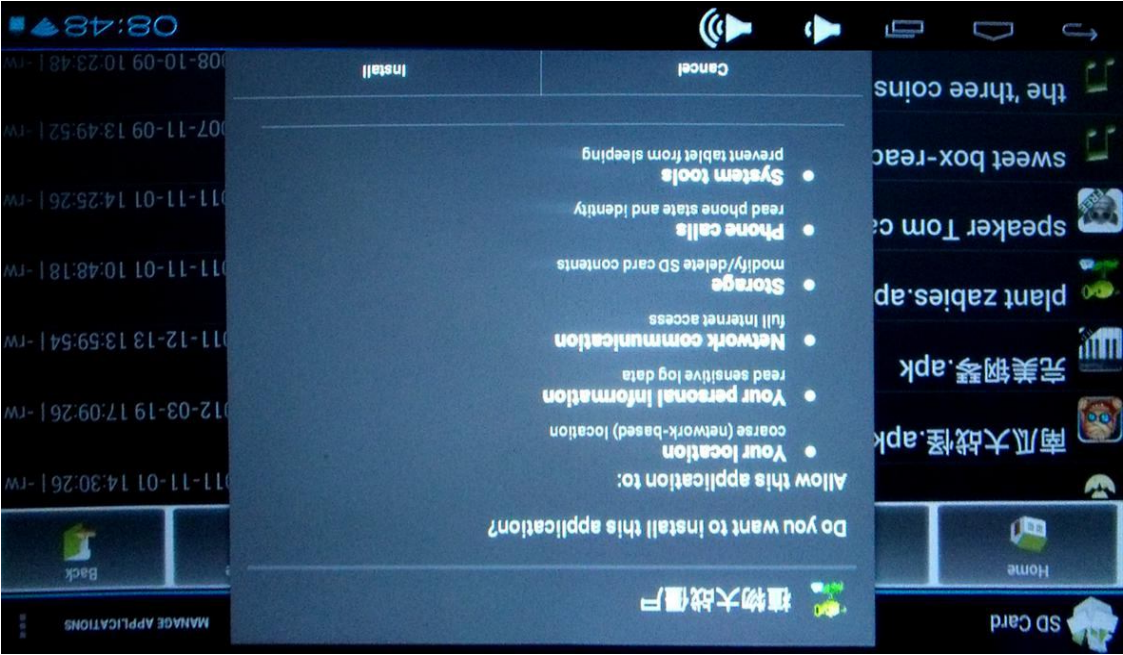 SD Card
MANAGE APPLICATIONS
Home
Back
植物大战僵尸
Do you want to install this application?
Allow this application to:
Your location
coarse (network-based) location
Your personal information
read sensitive log data
Network communication
full Internet access
Storage
modify/delete SD card contents
Phone calls
read phone state and identity
System tools
prevent tablet from sleeping
Cancel
Install
南瓜大战怪.apk
完美钢琴.apk
plant zabies.ap
speaker Tom ca
sweet box-read
the 'three coins
011-11-01 14:30:26 | -rw
012-03-19 17:09:26 | -rw
011-12-13 13:59:54 | -rw
011-11-01 10:48:18 | -rw
011-11-01 14:25:26 | -rw
007-11-09 13:49:52 | -rw
008-10-09 10:23:48 | -rw
08:48